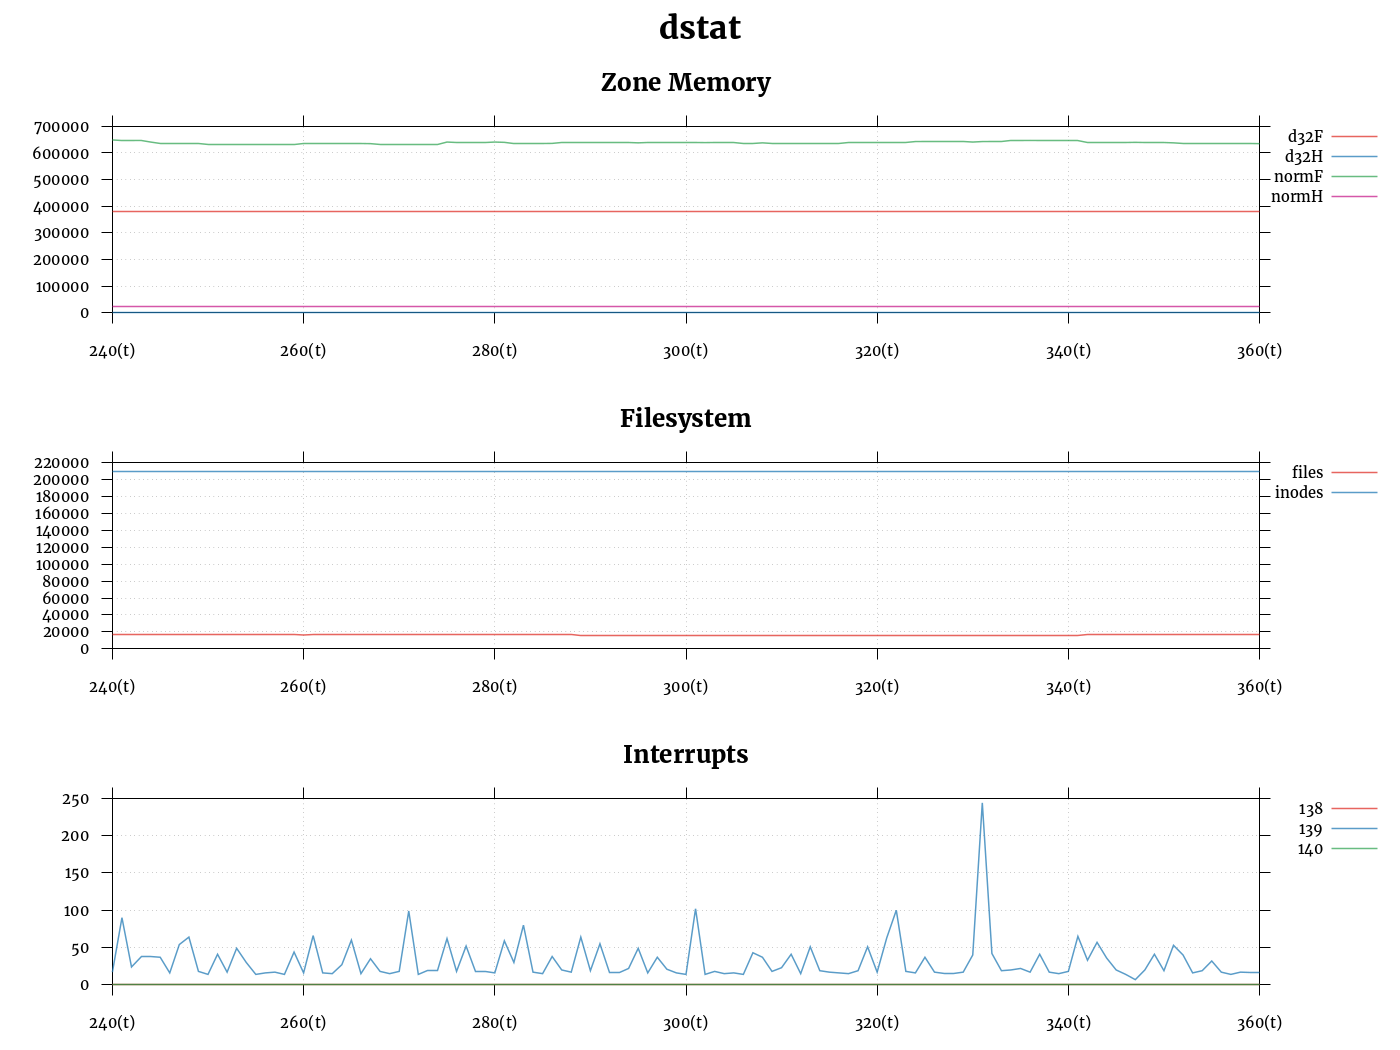 dstat
Zone Memory
700000
600000
500000
400000
300000
200000
100000
0
d32F
d32H
normF
normH
240(t) 260(t) 280(t) 300(t) 320(t) 340(t) 360(t)
Filesystem
220000
200000
180000
160000
140000
120000
100000
80000
60000
40000
20000
0
files
inodes
240(t) 260(t) 280(t) 300(t) 320(t) 340(t) 360(t)
Interrupts
250
200
150
100
50
0
138
139
140
240(t) 260(t) 280(t) 300(t) 320(t) 340(t) 360(t)